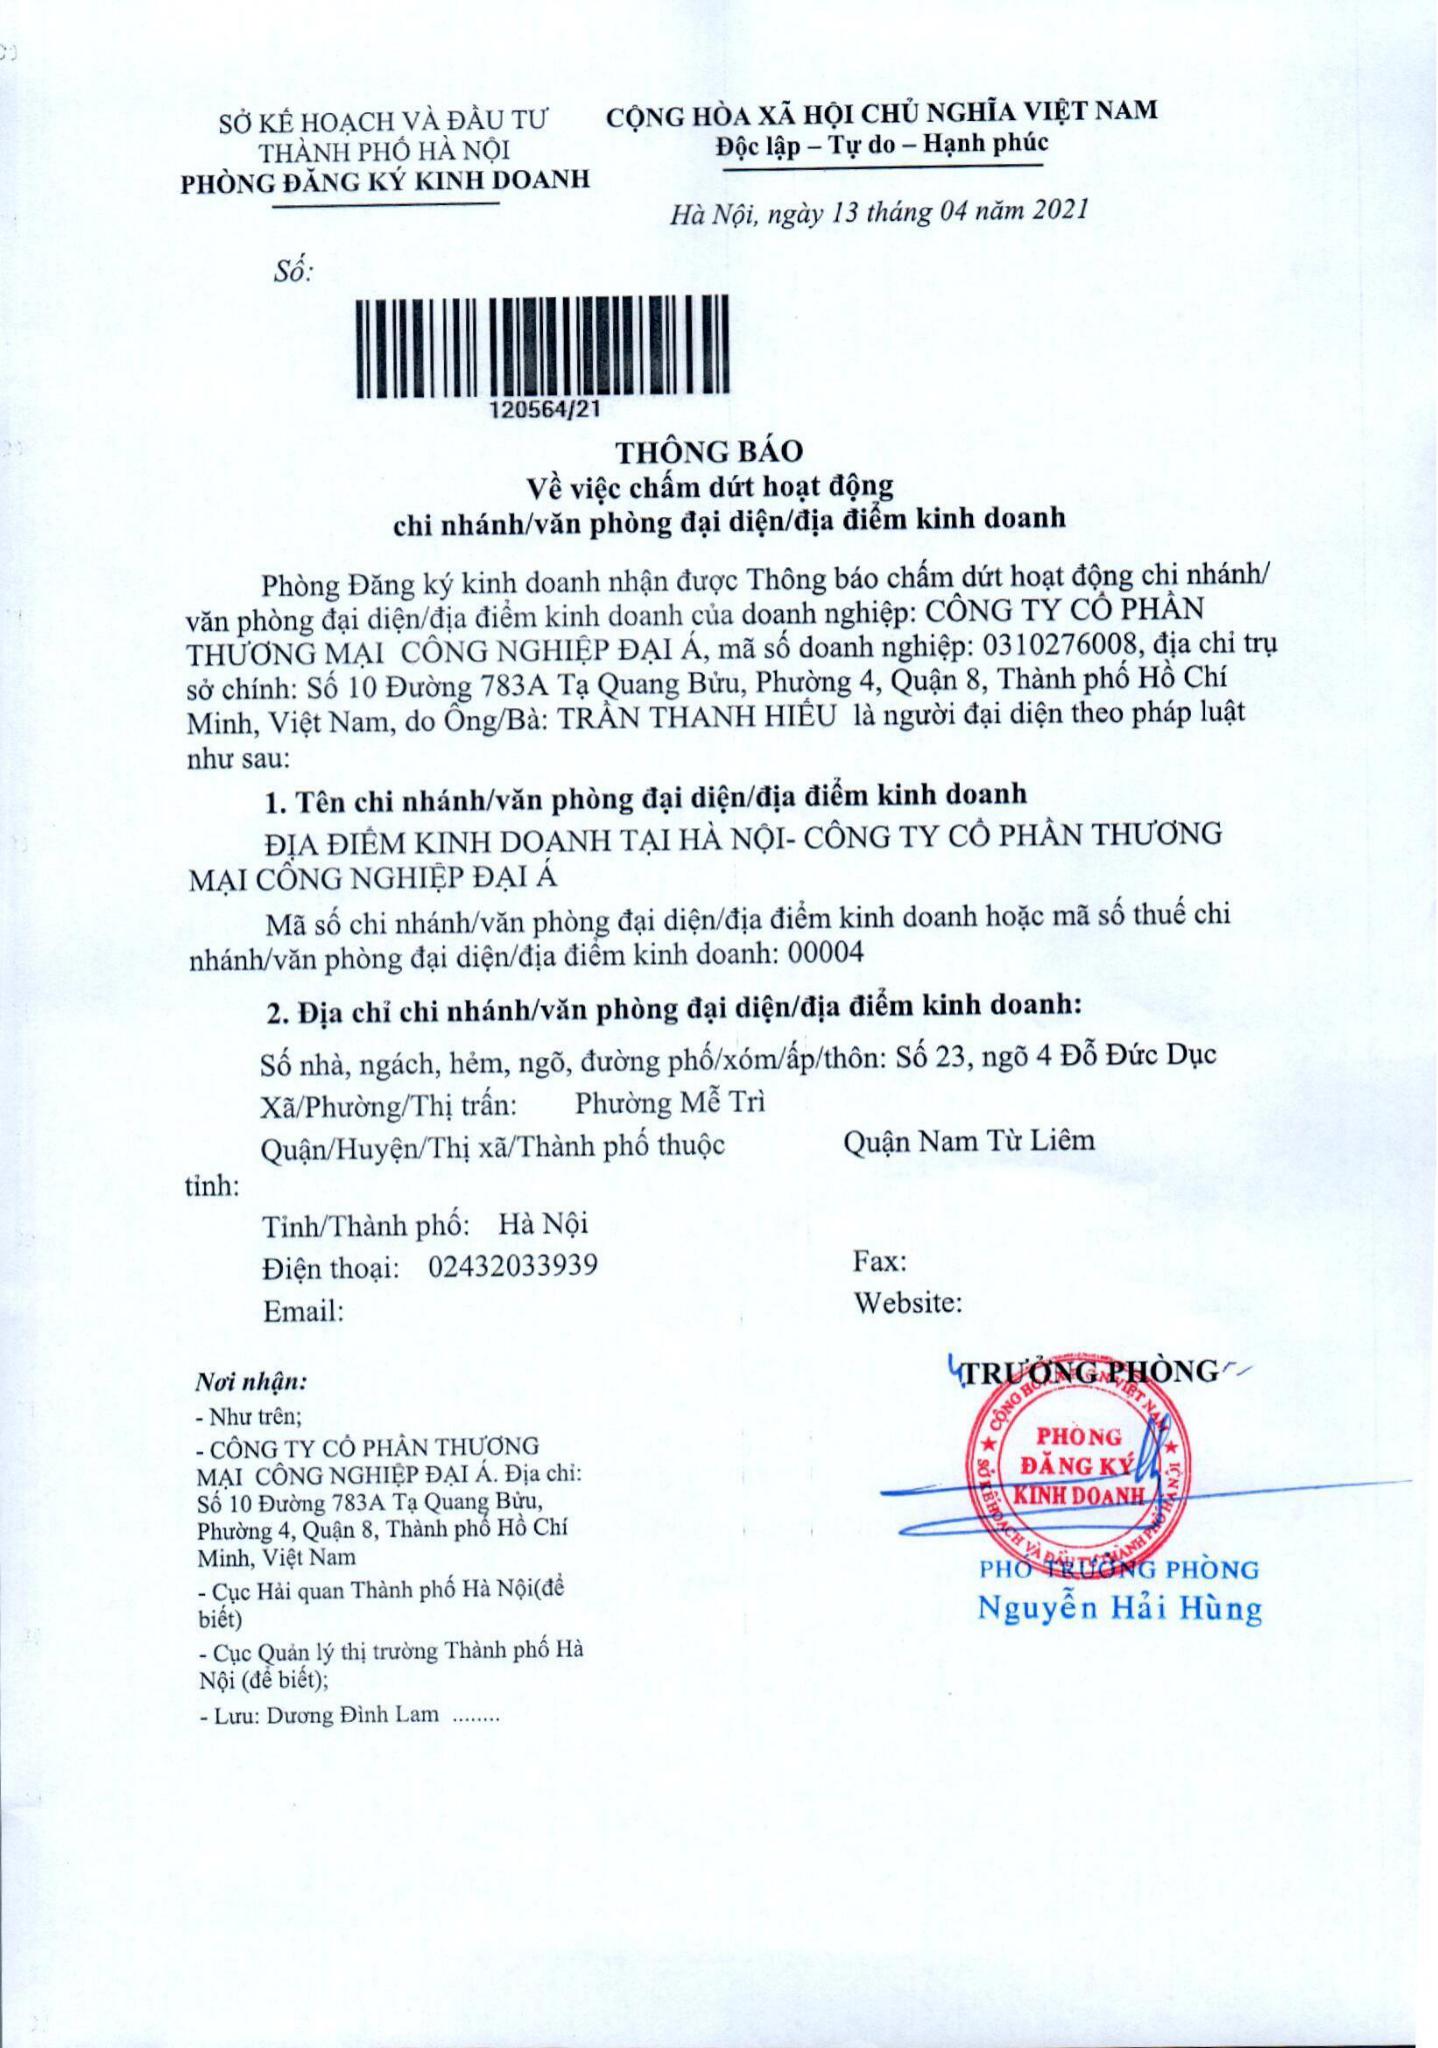 SỞ KẾ HOẠCH VÀ ĐẦU TƯ
THÀNH PHỐ HÀ NỘI
PHÒNG ĐĂNG KÝ KINH DOANH
CỘNG HÒA XÃ HỘI CHỦ NGHĨA VIỆT NAM
Độc lập – Tự do – Hạnh phúc
Hà Nội, ngày 13 tháng 04 năm 2021
Số:
120564/21
THÔNG BÁO
Về việc chấm dứt hoạt động
chi nhánh/văn phòng đại diện/địa điểm kinh doanh
Phòng Đăng ký kinh doanh nhận được Thông báo chấm dứt hoạt động chi nhánh/
văn phòng đại diện/địa điểm kinh doanh của doanh nghiệp: CÔNG TY CỔ PHẦN
THƯƠNG MẠI CÔNG NGHIỆP ĐẠI Á, mã số doanh nghiệp: 0310276008, địa chỉ trụ
sở chính: Số 10 Đường 783A Tạ Quang Bửu, Phường 4, Quận 8, Thành phố Hồ Chí
Minh, Việt Nam, do Ông/Bà: TRẦN THANH HIẾU là người đại diện theo pháp luật
như sau:
1. Tên chi nhánh/văn phòng đại diện/địa điểm kinh doanh
ĐỊA ĐIỂM KINH DOANH TẠI HÀ NỘI- CÔNG TY CỔ PHẦN THƯƠNG
MẠI CÔNG NGHIỆP ĐẠI Á
Mã số chi nhánh/văn phòng đại diện/địa điểm kinh doanh hoặc mã số thuế chi
nhánh/văn phòng đại diện/địa điểm kinh doanh: 00004
2. Địa chỉ chi nhánh/văn phòng đại diện/địa điểm kinh doanh:
Số nhà, ngách, hẻm, ngõ, đường phố/xóm/ấp/thôn: Số 23, ngõ 4 Đỗ Đức Dục
Xã/Phường/Thị trấn: Phường Mễ Trì
Quận/Huyện/Thị xã/Thành phố thuộc Quận Nam Từ Liêm
tỉnh:
Tỉnh/Thành phố: Hà Nội
Điện thoại: 02432033939 Fax:
Email: Website:
Nơi nhận:
- Như trên;
- CÔNG TY CỔ PHẦN THƯƠNG
MẠI CÔNG NGHIỆP ĐẠI Á. Địa chỉ:
Số 10 Đường 783A Tạ Quang Bửu,
Phường 4, Quận 8, Thành phố Hồ Chí
Minh, Việt Nam
- Cục Hải quan Thành phố Hà Nội(để
biết)
- Cục Quản lý thị trường Thành phố Hà
Nội (để biết);
- Lưu: Dương Đình Lam ........
TRƯỞNG PHÒNG
PHÒNG
ĐĂNG KÝ
KINH DOANH
SỞ KẾ HOẠCH VÀ ĐẦU TƯ THÀNH PHỐ HÀ NỘI
PHÓ TRƯỞNG PHÒNG
Nguyễn Hải Hùng